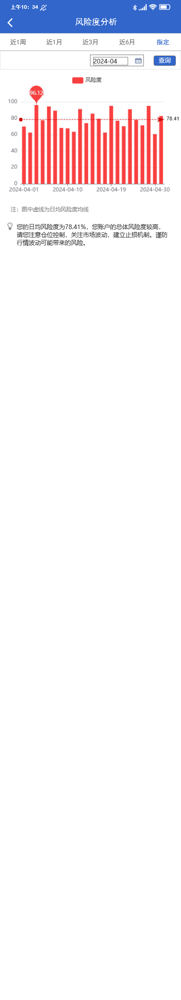 上午10：34
风险度分析
近1周 近1月 近3月 近6月 指定
2024-04 查询
风险度
96.12
100
80
78.41
60
40
20
0
2024-04-01 2024-04-10 2024-04-19 2024-04-30
注：图中虚线为日均风险度均线
您的日均风险度为78.41%，您账户的总体风险度较高，
请您注意仓位控制，关注市场波动，建立止损机制。谨防
行情波动可能带来的风险。